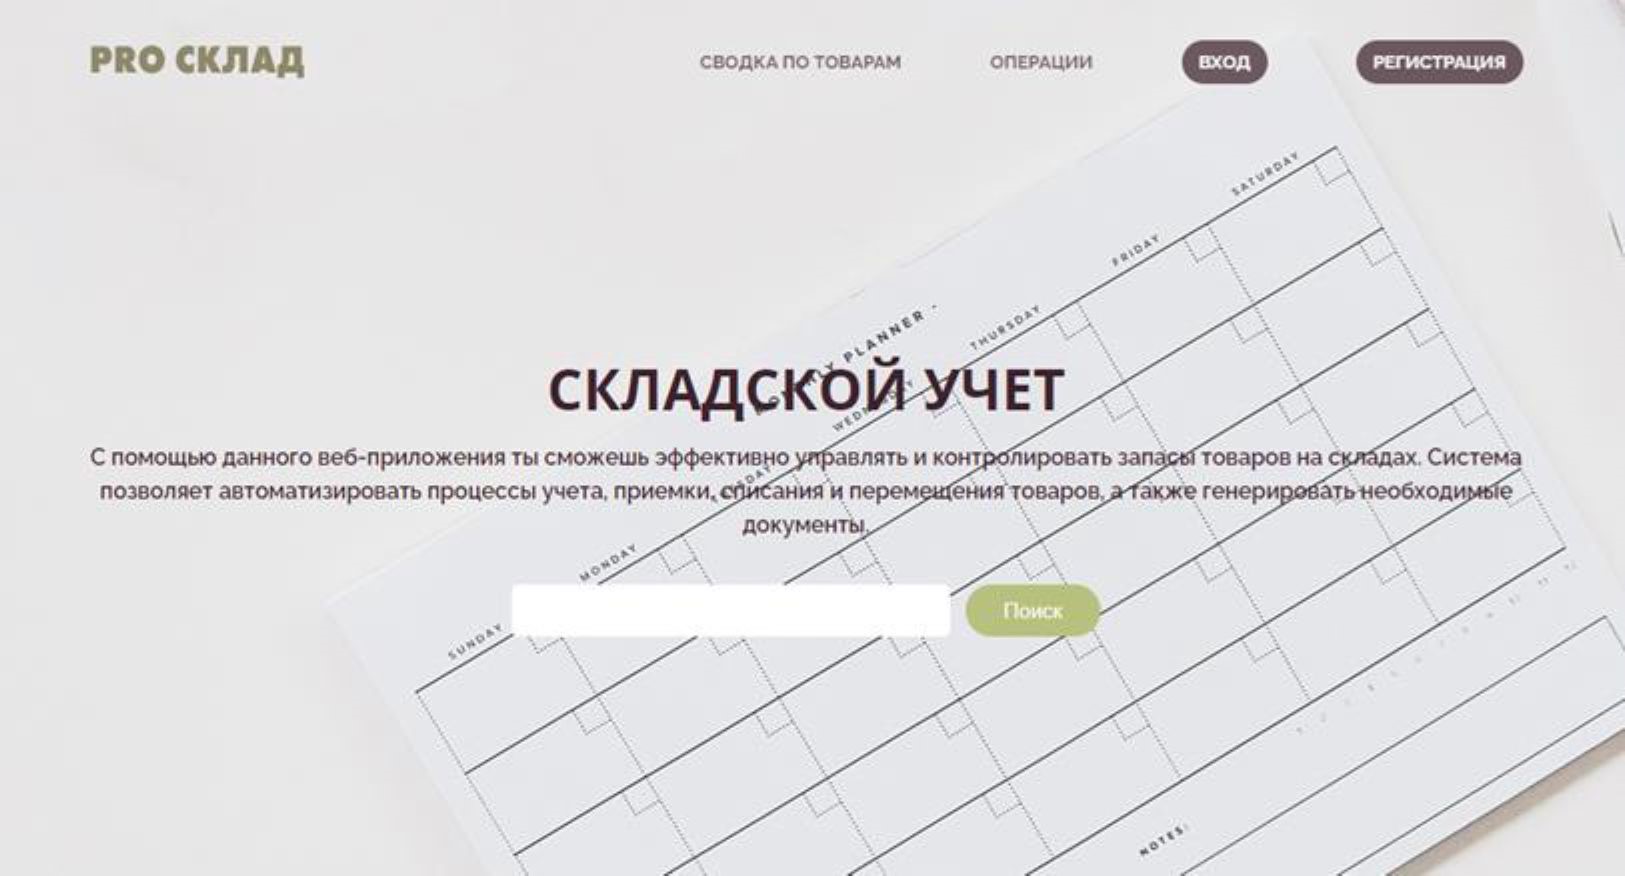 PRO СКЛАД
СВОДКА ПО ТОВАРАМ
ОПЕРАЦИИ
ВХОД
РЕГИСТРАЦИЯ
SATURDAY
FRIDAY
THURSDAY
PLANNER -
СКЛАДСКОЙ УЧЕТ
С помощью данного веб-приложения ты сможешь эффективно управлять и контролировать запасы товаров на складах. Система
позволяет автоматизировать процессы учета, приемки, списания и перемещения товаров, а также генерировать необходимые
документы.
MONDAY
Поиск
SUNDAY
NOTES: